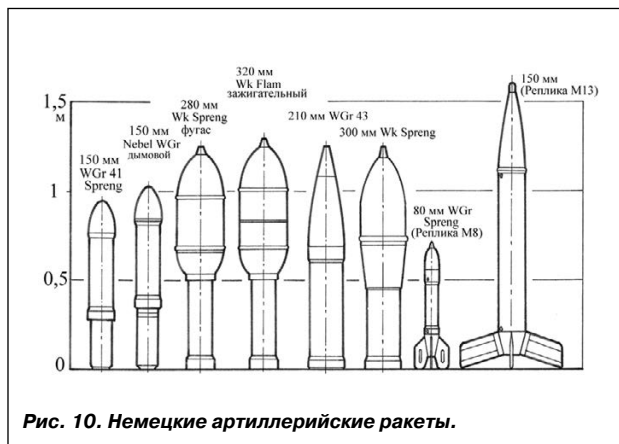 1,5
м
1
0,5
0
150 мм
WGr 41
Spreng
150 мм
Nebel WGr
дымовой
280 мм
Wk Spreng
фугас
320 мм
Wk Flam
зажигательный
210 мм WGr 43
300 мм Wk Spreng
80 мм WGr
Spreng
(Реплика М8)
150 мм
(Реплика М13)
Рис. 10. Немецкие артиллерийские ракеты.